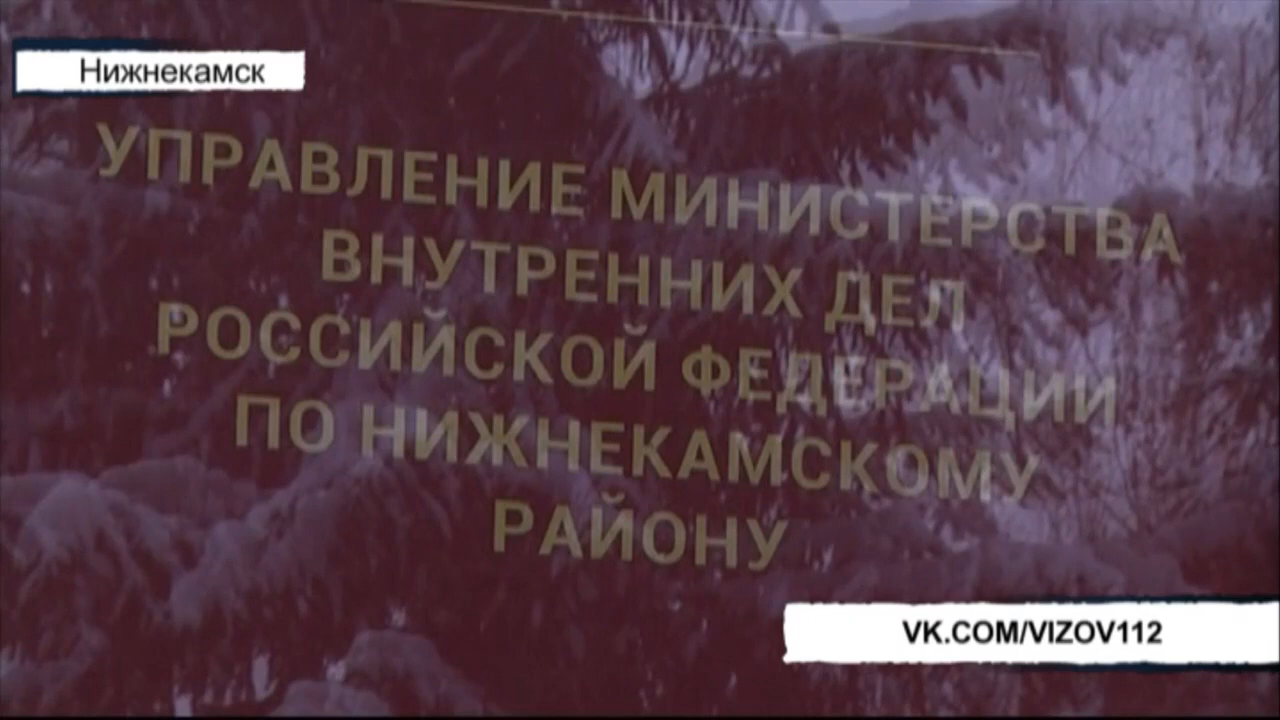 Нижнекамск
УПРАВЛЕНИЕ МИНИСТЕРСТВА
ВНУТРЕННИХ ДЕЛ
РОССИЙСКОЙ ФЕДЕРАЦИИ
ПО НИЖНЕКАМСКОМУ
РАЙОНУ
VK.COM/VIZOV112